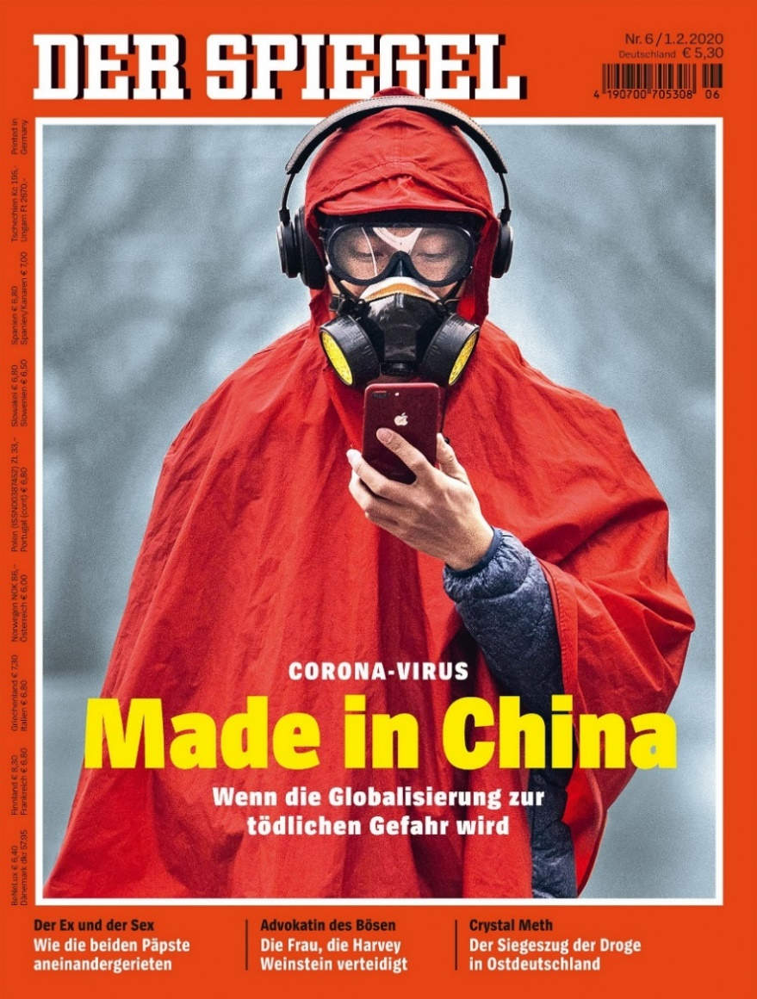 DER SPIEGEL
Nr. 6 / 1.2.2020
Deutschland € 5,30
4 190700 705308 06
Printed in
Germany
Tschechien Kc 195,-
Ungarn Ft 2670,-
Spanien € 6,80
Spanien/Kanaren € 7,00
Slowakei € 6,80
Slowenien € 6,50
Polen (ISSN00387452) ZL 33,-
Portugal (cont) € 6,80
Norwegen NOK 86,-
Österreich € 6,00
Griechenland € 7,30
Italien € 6,80
Finnland € 8,30
Frankreich € 6,80
BeNeLux € 6,40
Dänemark dkr 57,95
CORONA-VIRUS
Made in China
Wenn die Globalisierung zur
tödlichen Gefahr wird
Der Ex und der Sex
Wie die beiden Päpste
aneinandergerieten
Advokatin des Bösen
Die Frau, die Harvey
Weinstein verteidigt
Crystal Meth
Der Siegeszug der Droge
in Ostdeutschland